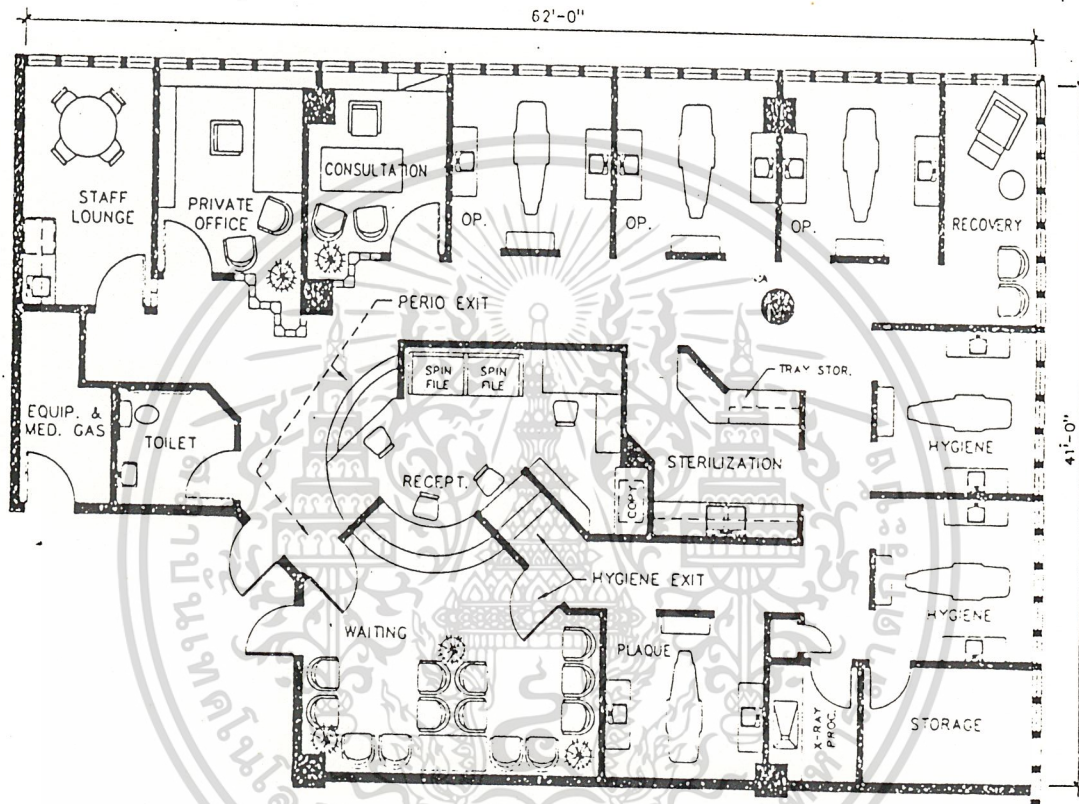 62'-0"
STAFF
LOUNGE
PRIVATE
OFFICE
CONSULTATION
OP.
OP.
OP.
RECOVERY
PERIO EXIT
SPIN
FILE
SPIN
FILE
TRAY STOR.
EQUIP. &
MED. GAS
TOILET
HYGIENE
41'-0"
RECEPT.
COPY
STERILIZATION
HYGIENE EXIT
HYGIENE
WAITING
PLAQUE
X-RAY
PROC.
STORAGE